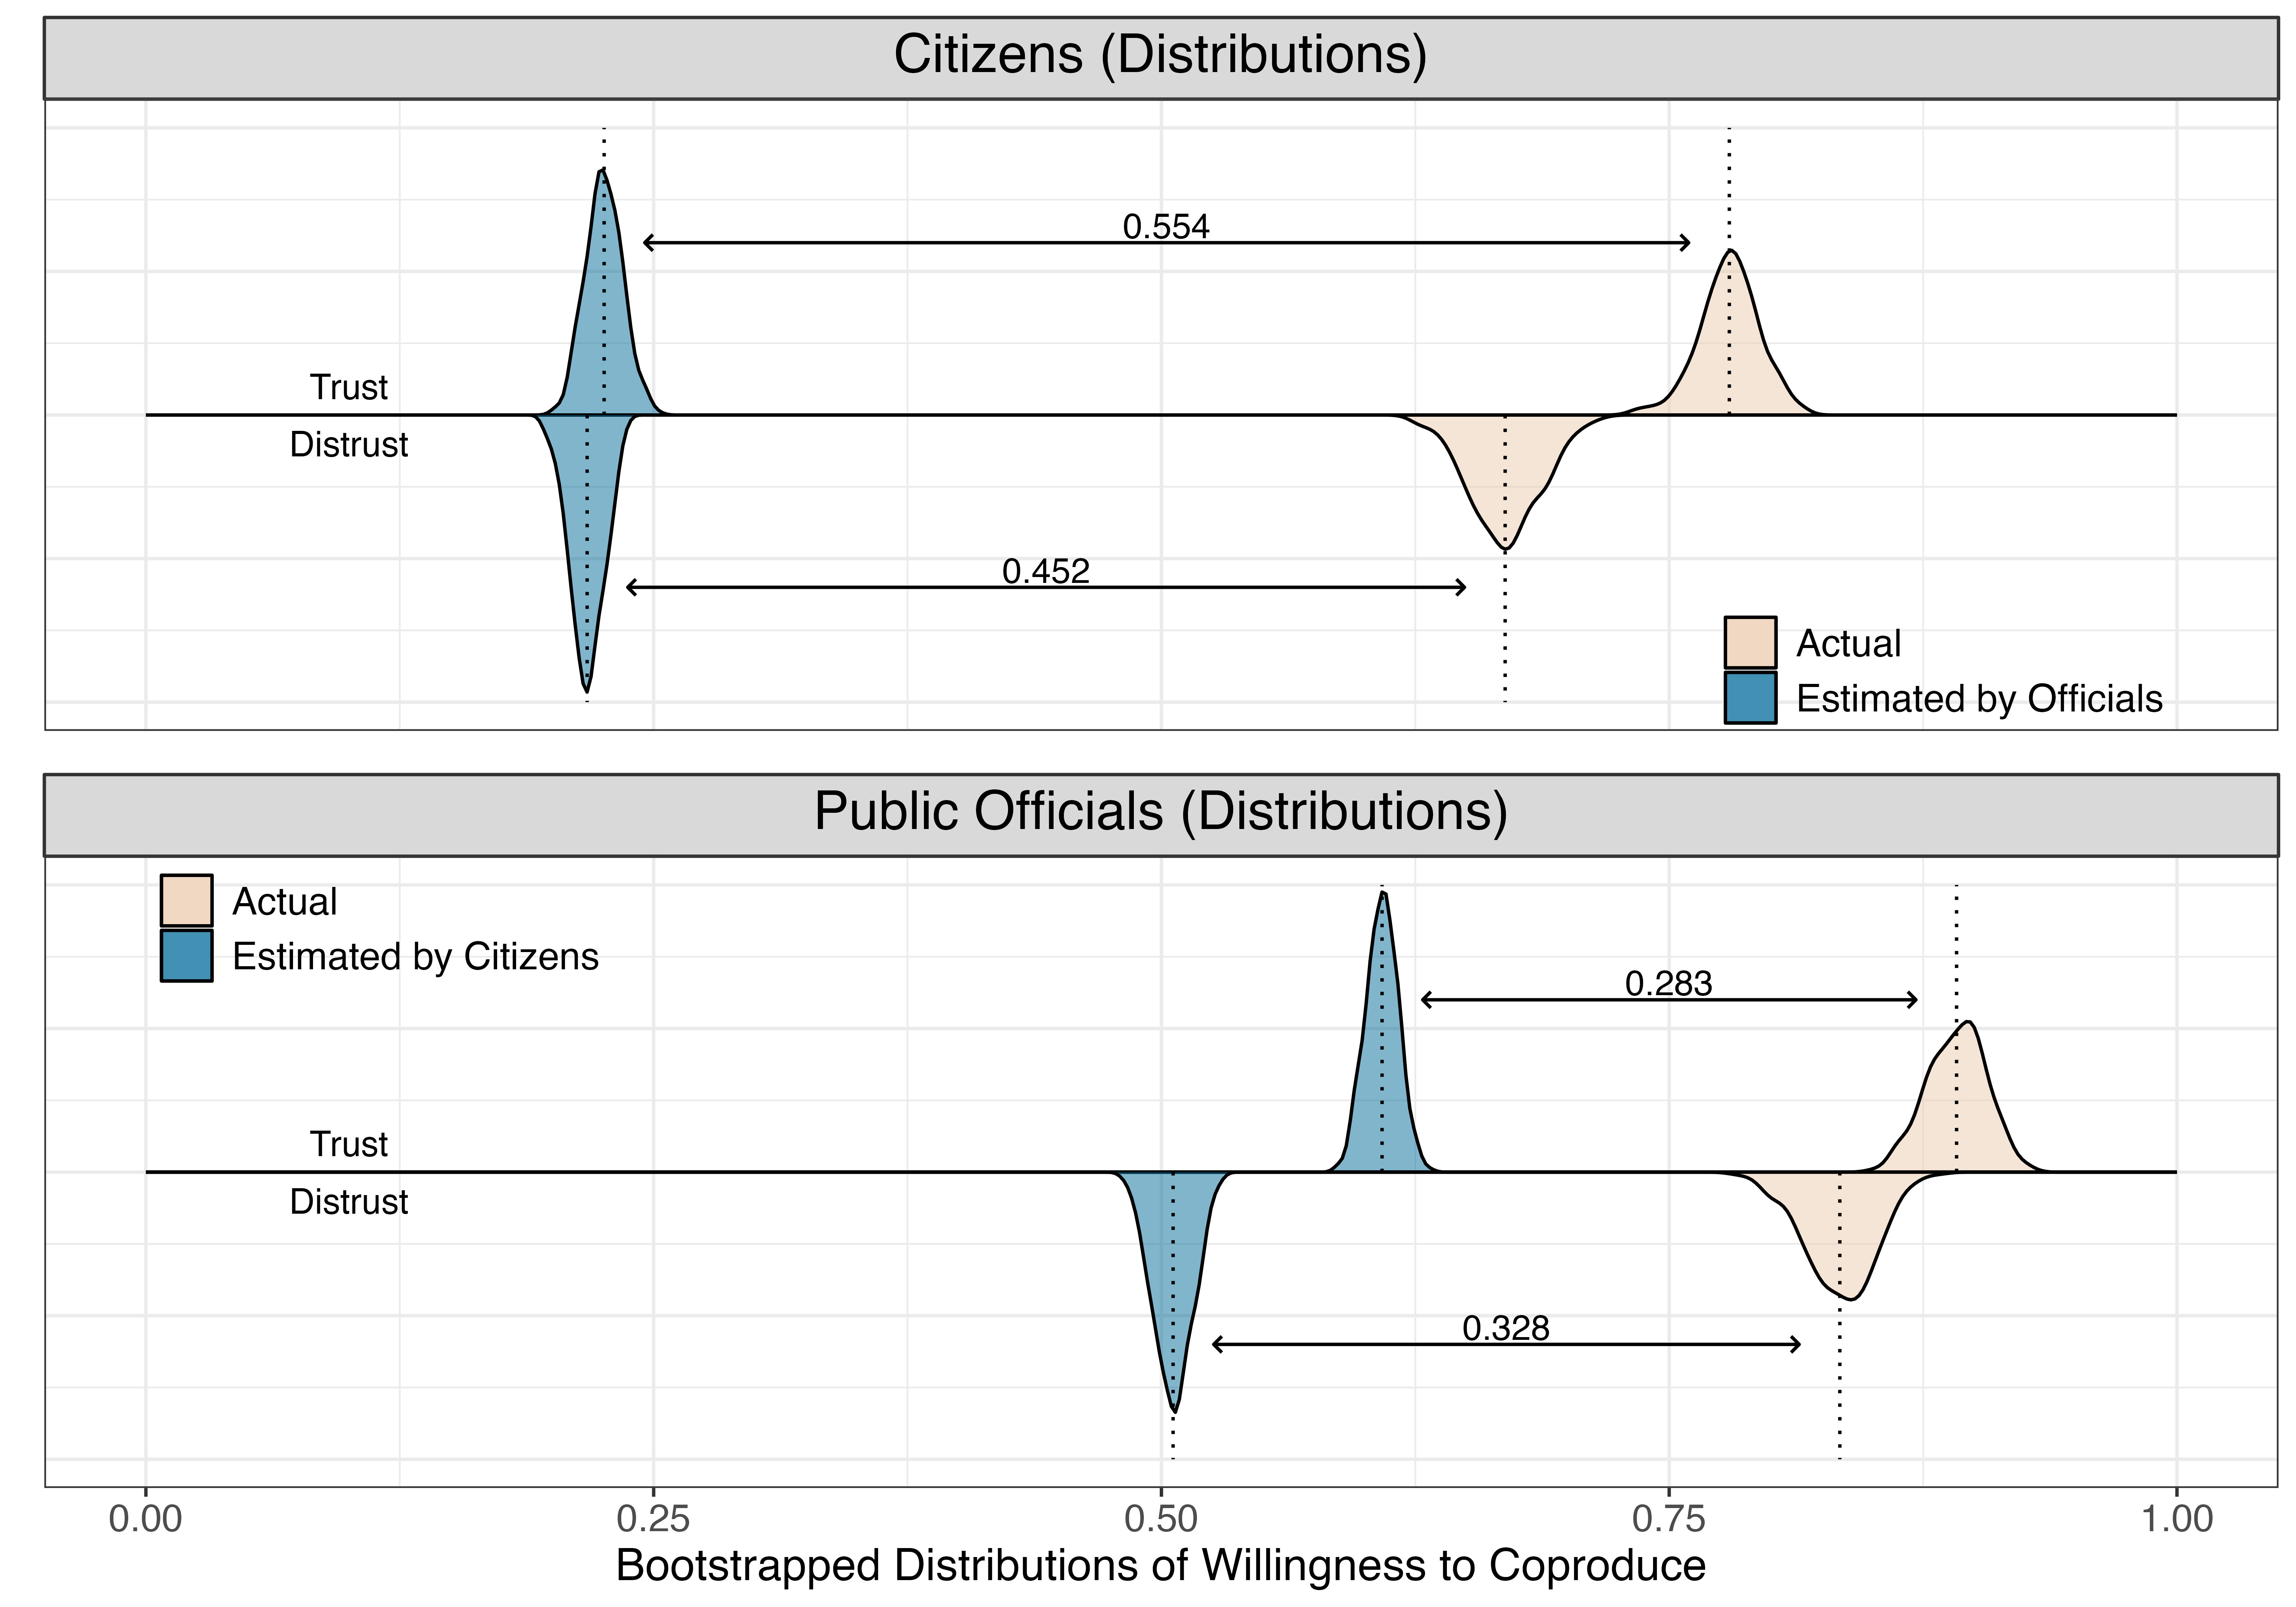 Citizens (Distributions)
0.554
Trust
Distrust
0.452
Actual
Estimated by Officials
Public Officials (Distributions)
Actual
Estimated by Citizens
0.283
Trust
Distrust
0.328
0.00 0.25 0.50 0.75 1.00
Bootstrapped Distributions of Willingness to Coproduce